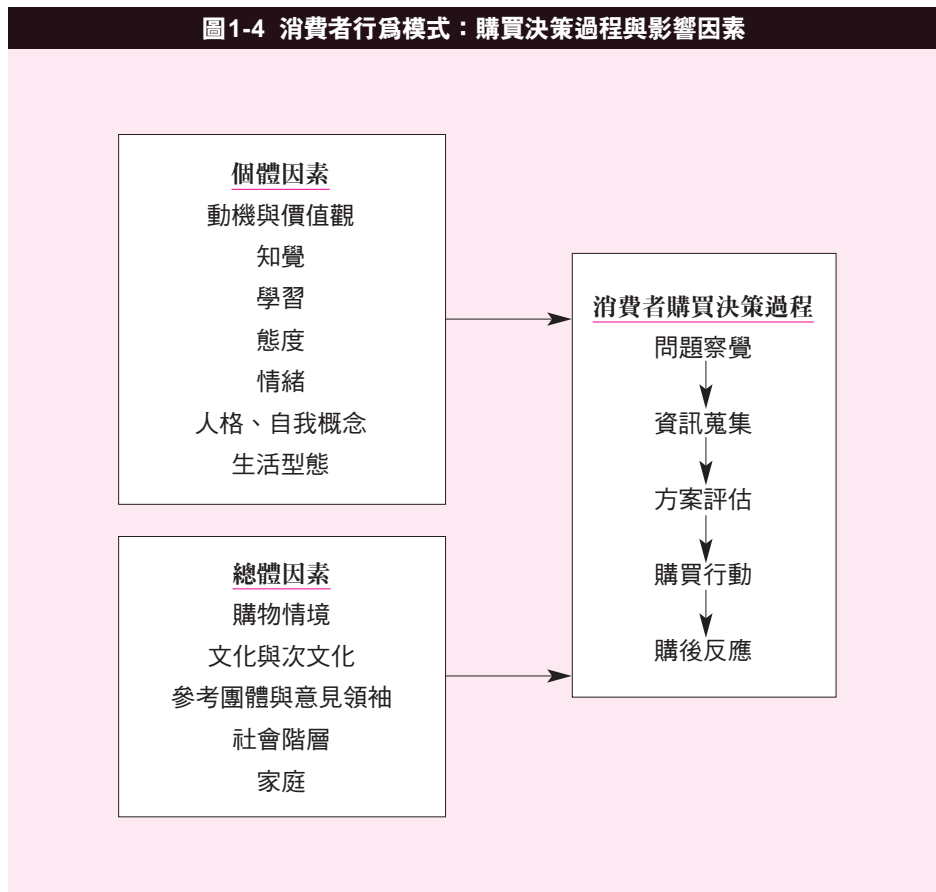 圖1-4 消費者行爲模式：購買決策過程與影響因素
個體因素
動機與價值觀
知覺
學習
態度
情緒
人格、自我概念
生活型態
總體因素
購物情境
文化與次文化
參考團體與意見領袖
社會階層
家庭
消費者購買決策過程
問題察覺
資訊蒐集
方案評估
購買行動
購後反應